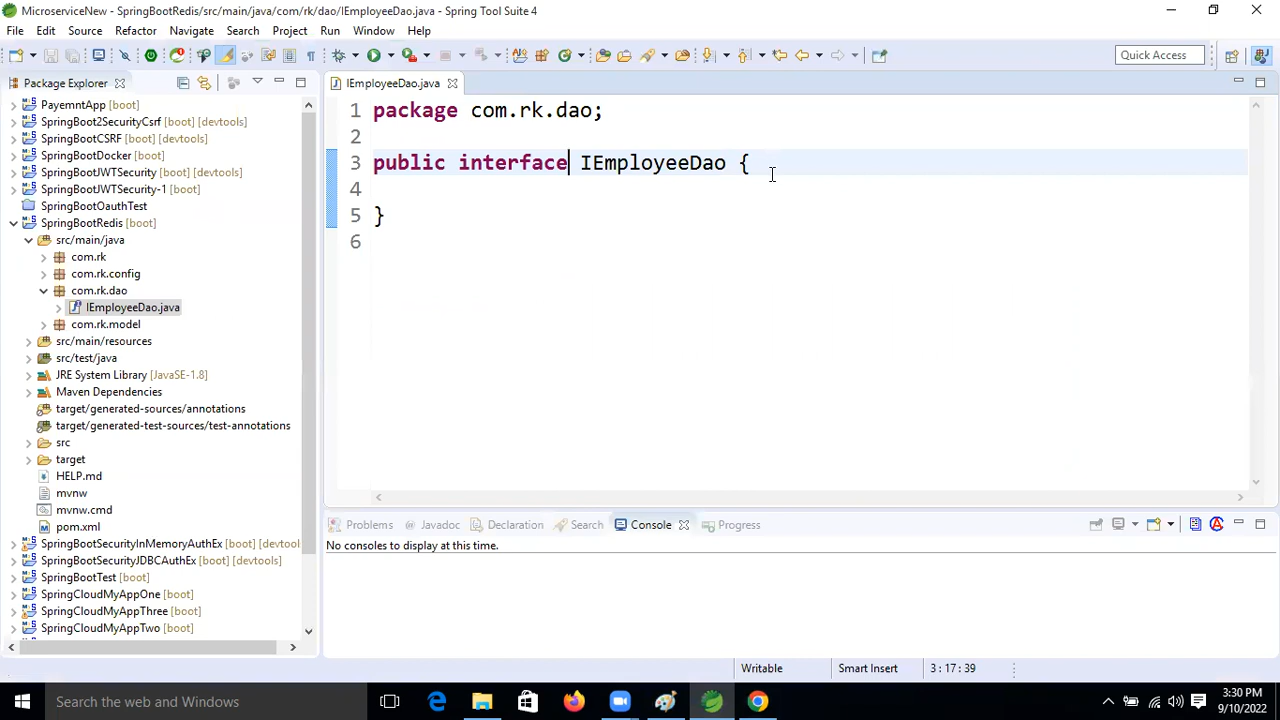 MicroserviceNew - SpringBootRedis/src/main/java/com/rk/dao/IEmployeeDao.java - Spring Tool Suite 4
File Edit Source Refactor Navigate Search Project Run Window Help
Quick Access
Package Explorer
IEmployeeDao.java
PayemntApp [boot]
SpringBoot2SecurityCsrf [boot] [devtools]
SpringBootCSRF [boot] [devtools]
SpringBootDocker [boot] [devtools]
SpringBootJWTSecurity [boot] [devtools]
SpringBootJWTSecurity-1 [boot] [devtools]
SpringBootOauthTest
SpringBootRedis [boot]
src/main/java
com.rk
com.rk.config
com.rk.dao
IEmployeeDao.java
com.rk.model
src/main/resources
src/test/java
JRE System Library [JavaSE-1.8]
Maven Dependencies
target/generated-sources/annotations
target/generated-test-sources/test-annotations
src
target
HELP.md
mvnw
mvnw.cmd
pom.xml
SpringBootSecurityInMemoryAuthEx [boot] [devtool
SpringBootSecurityJDBCAuthEx [boot] [devtools]
SpringBootTest [boot] [devtools]
SpringCloudMyAppOne [boot]
SpringCloudMyAppThree [boot]
SpringCloudMyAppTwo [boot]
1 package com.rk.dao;
2
3 public interface IEmployeeDao {
4
5 }
6
Problems Javadoc Declaration Search Console Progress
No consoles to display at this time.
Writable Smart Insert 3 : 17 : 39
Search the web and Windows
3:30 PM
9/10/2022